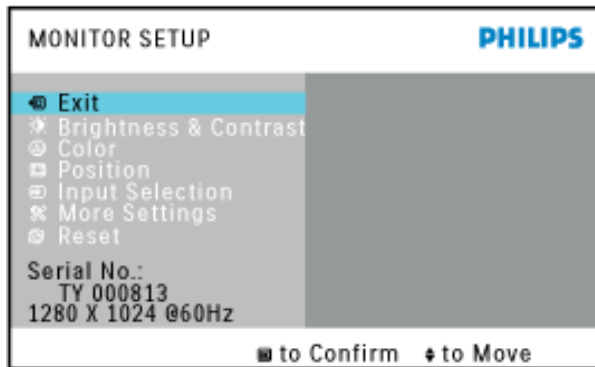 MONITOR SETUP PHILIPS
Exit
Brightness & Contrast
Color
Position
Input Selection
More Settings
Reset
Serial No.:
TY 000813
1280 X 1024 @60Hz
to Confirm to Move